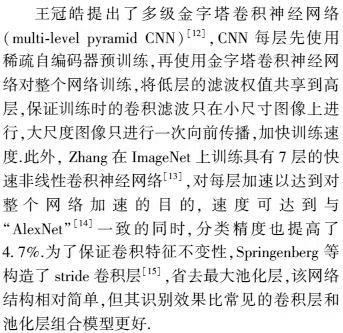 王冠皓提出了多级金字塔卷积神经网络
(multi-level pyramid CNN)[12], CNN 每层先使用
稀疏自编码器预训练,再使用金字塔卷积神经网
络对整个网络训练,将低层的滤波权值共享到高
层,保证训练时的卷积滤波只在小尺寸图像上进
行,大尺度图像只进行一次向前传播,加快训练速
度.此外, Zhang 在 ImageNet 上训练具有 7 层的快
速非线性卷积神经网络[13],对每层加速以达到对
整个网络加速的目的,速度可达到与
“AlexNet”[14]一致的同时,分类精度也提高了
4.7%.为了保证卷积特征不变性,Springenberg 等
构造了 stride 卷积层[15],省去最大池化层,该网络
结构相对简单,但其识别效果比常见的卷积层和
池化层组合模型更好.